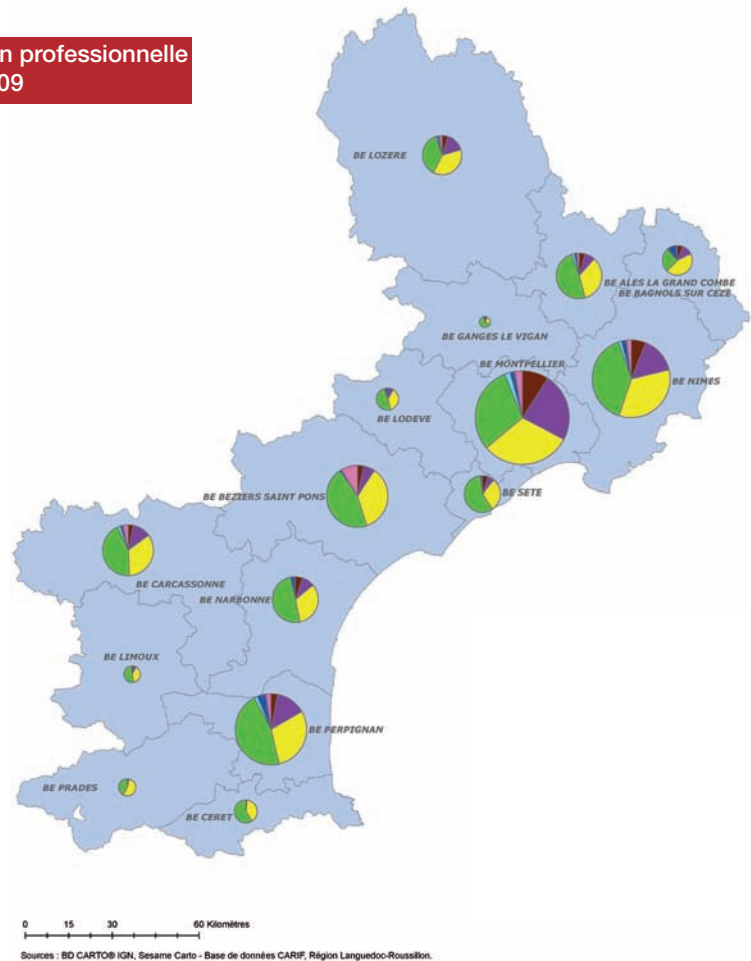 n professionnelle
09
BE LOZERE
BE ALES LA GRAND COMBE
BE BAGNOLS SUR CEZE
BE GANGES LE VIGAN
BE MONTPELLIER
BE NIMES
BE LODEVE
BE BEZIERS SAINT PONS
BE SETE
BE CARCASSONNE
BE NARBONNE
BE LIMOUX
BE PERPIGNAN
BE PRADES
BE CERET
0 15 30 60 Kilomètres
Sources : BD CARTO® IGN, Sesame Carto - Base de données CARIF, Région Languedoc-Roussillon.